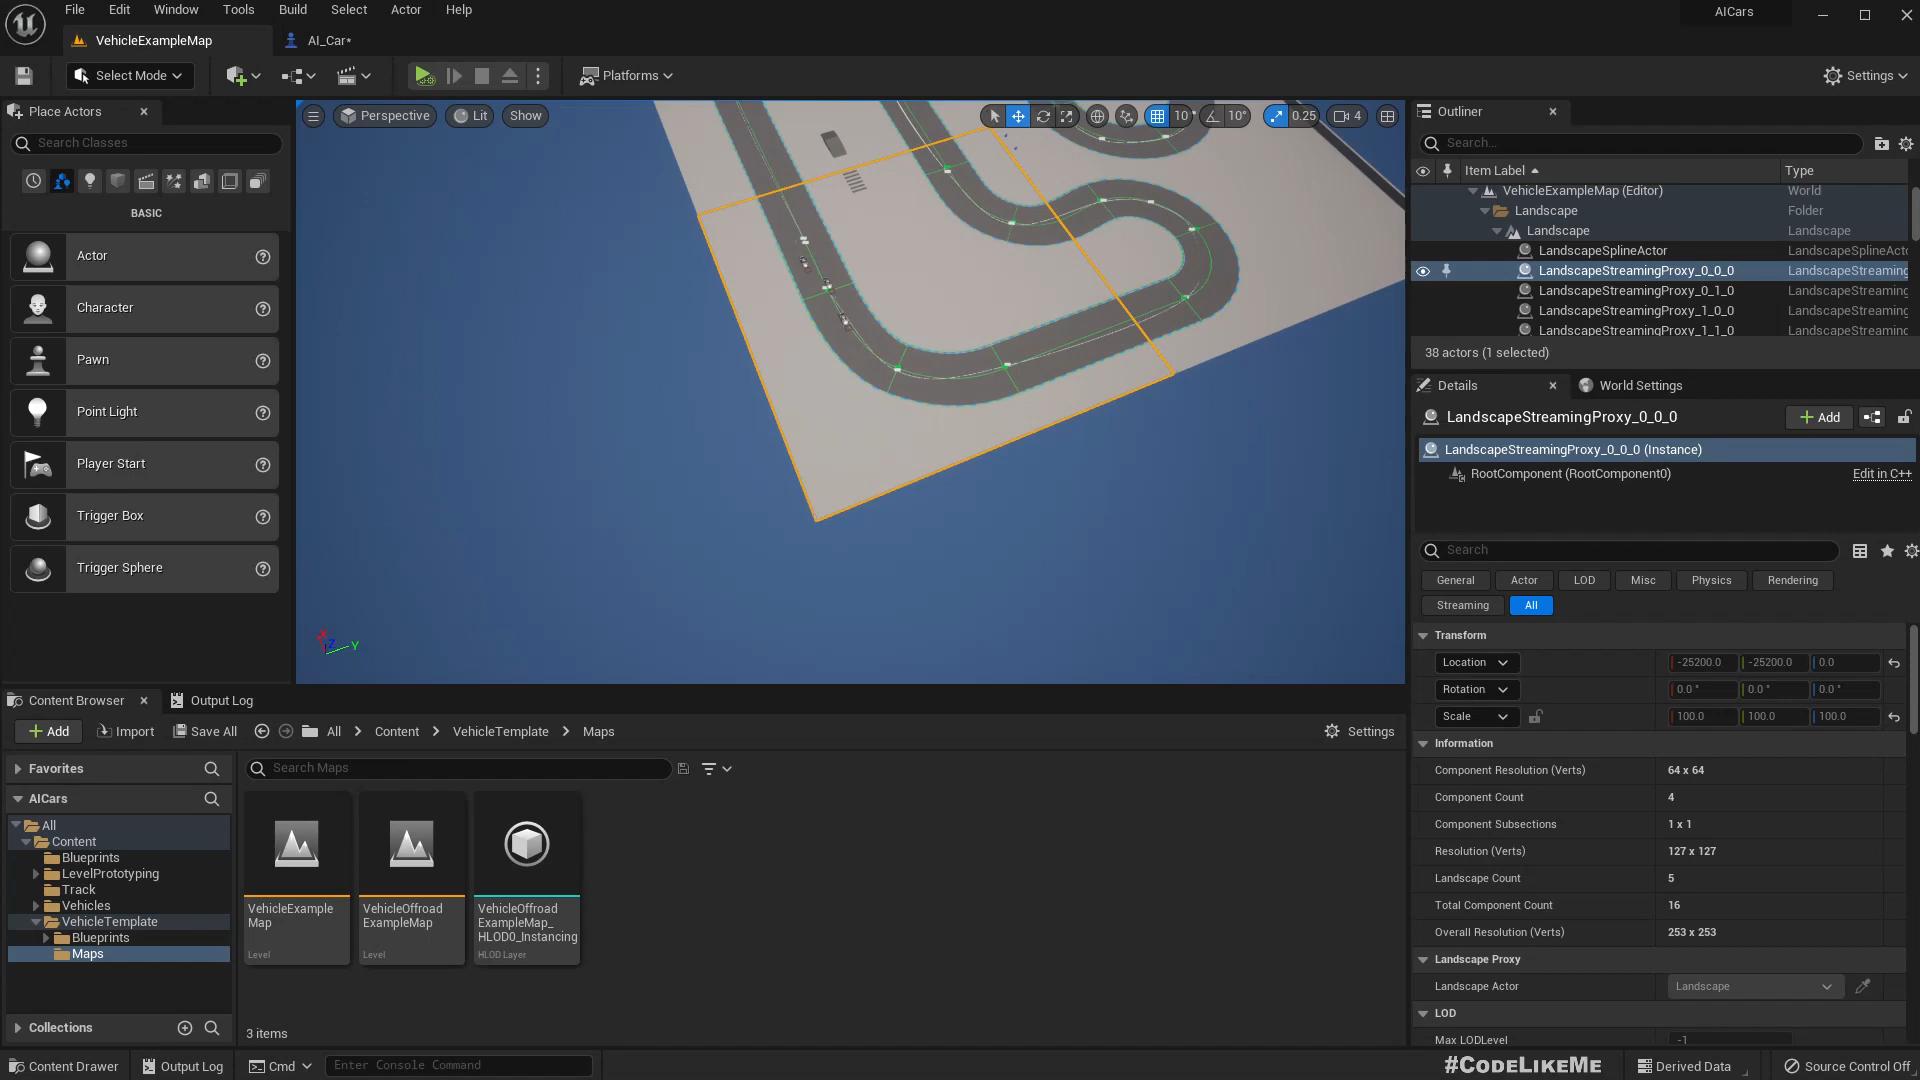 File Edit Window Tools Build Select Actor Help
AICars
VehicleExampleMap
AI_Car*
Select Mode
Platforms
Settings
Place Actors
Search Classes
BASIC
Actor
Character
Pawn
Point Light
Player Start
Trigger Box
Trigger Sphere
Perspective
Lit
Show
10
10°
0.25
4
X
Z
Y
Outliner
Search...
Item Label
Type
VehicleExampleMap (Editor) World
Landscape Folder
Landscape Landscape
LandscapeSplineActor LandscapeSplineActo
LandscapeStreamingProxy_0_0_0 LandscapeStreaming
LandscapeStreamingProxy_0_1_0 LandscapeStreaming
LandscapeStreamingProxy_1_0_0 LandscapeStreaming
LandscapeStreamingProxy_1_1_0 LandscapeStreaming
38 actors (1 selected)
Details
World Settings
LandscapeStreamingProxy_0_0_0
Add
LandscapeStreamingProxy_0_0_0 (Instance)
RootComponent (RootComponent0)
Edit in C++
Search
General Actor LOD Misc Physics Rendering
Streaming All
Transform
Location -25200.0 -25200.0 0.0
Rotation 0.0 ° 0.0 ° 0.0 °
Scale 100.0 100.0 100.0
Information
Component Resolution (Verts) 64 x 64
Component Count 4
Component Subsections 1 x 1
Resolution (Verts) 127 x 127
Landscape Count 5
Total Component Count 16
Overall Resolution (Verts) 253 x 253
Landscape Proxy
Landscape Actor Landscape
LOD
Max LODLevel -1
Content Browser
Output Log
Add
Import
Save All
All
Content
VehicleTemplate
Maps
Settings
Favorites
AICars
All
Content
Blueprints
LevelPrototyping
Track
Vehicles
VehicleTemplate
Blueprints
Maps
Collections
Search Maps
VehicleExample
Map
Level
VehicleOffroad
ExampleMap
Level
VehicleOffroad
ExampleMap_
HLOD0_Instancing
HLOD Layer
3 items
Content Drawer
Output Log
Cmd
Enter Console Command
#CODELIKEME
Derived Data
Source Control Off